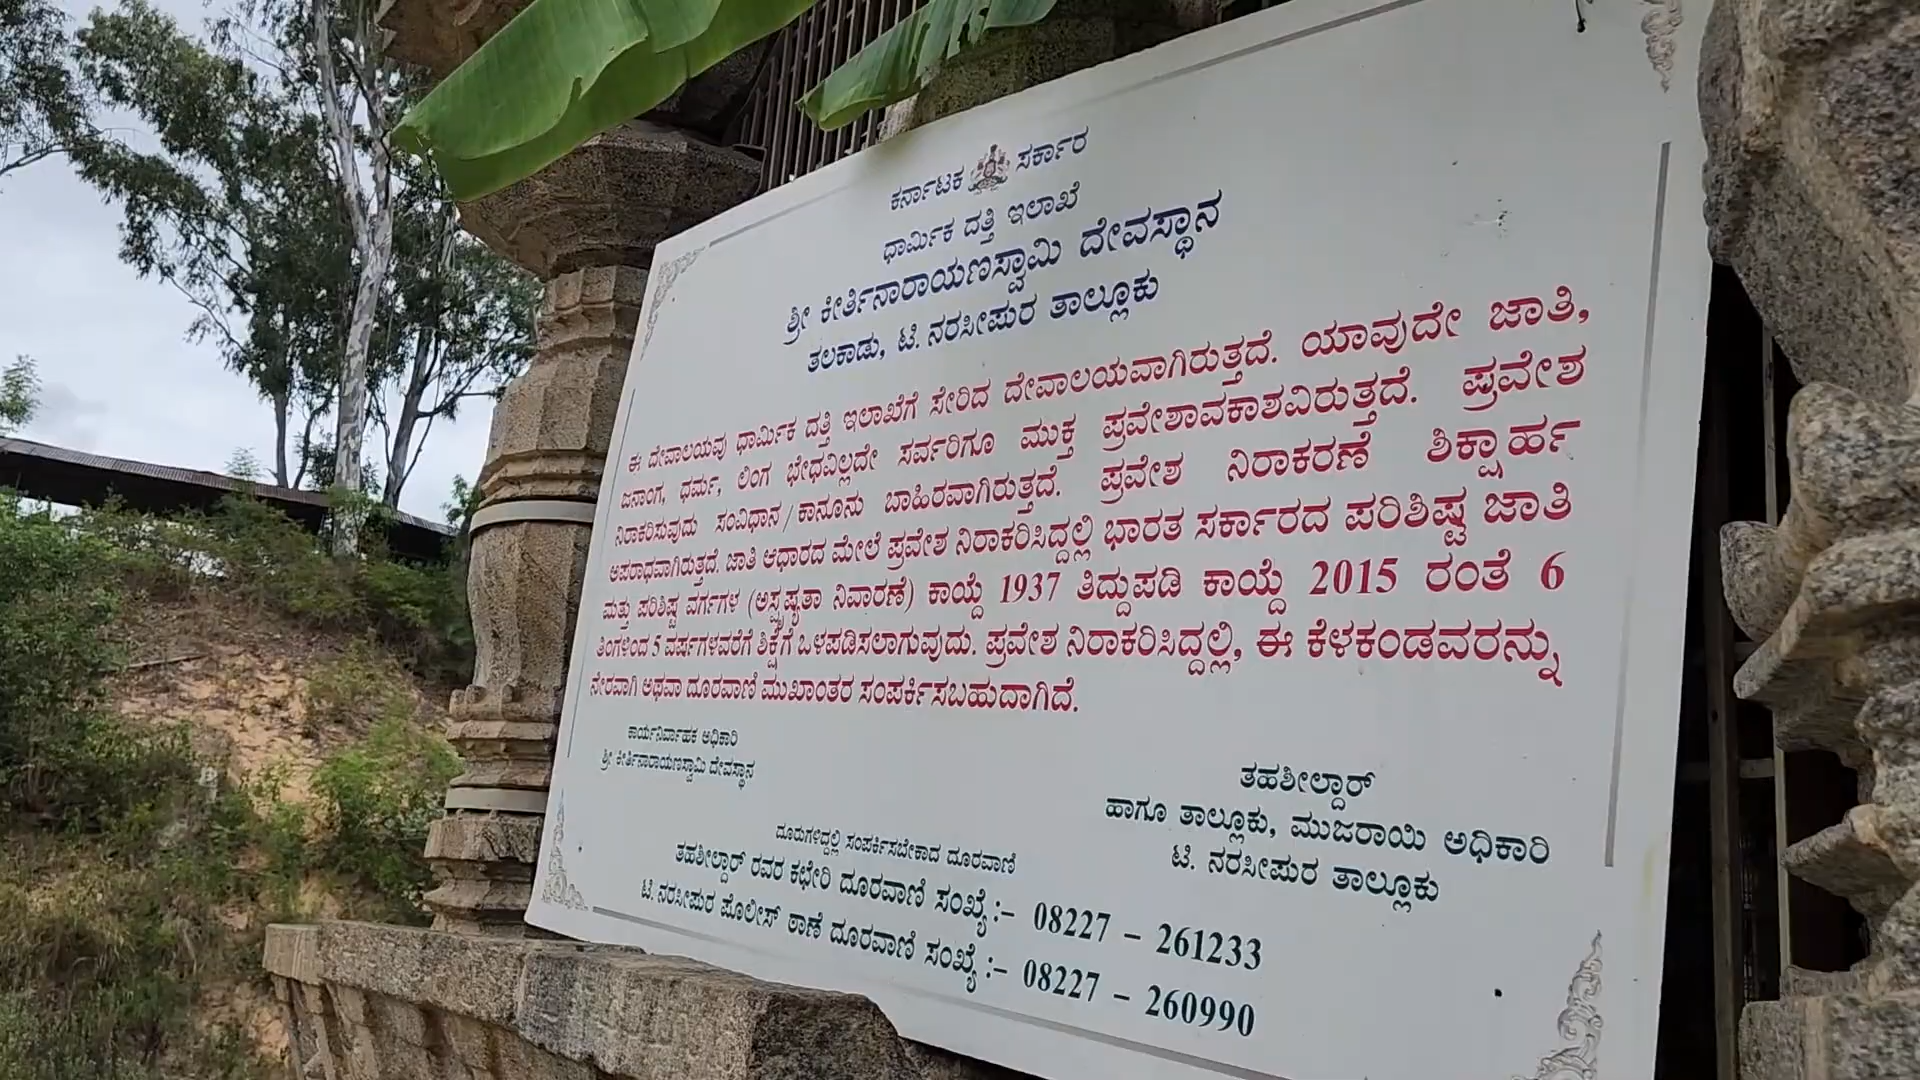 ಕರ್ನಾಟಕ ಸರ್ಕಾರ
ಧಾರ್ಮಿಕ ದತ್ತಿ ಇಲಾಖೆ
ಶ್ರೀ ಕೀರ್ತಿನಾರಾಯಣಸ್ವಾಮಿ ದೇವಸ್ಥಾನ
ತಲಕಾಡು, ಟಿ. ನರಸೀಪುರ ತಾಲ್ಲೂಕು
ಈ ದೇವಾಲಯವು ಧಾರ್ಮಿಕ ದತ್ತಿ ಇಲಾಖೆಗೆ ಸೇರಿದ ದೇವಾಲಯವಾಗಿರುತ್ತದೆ. ಯಾವುದೇ ಜಾತಿ,
ಜನಾಂಗ, ಧರ್ಮ, ಲಿಂಗ ಭೇಧವಿಲ್ಲದೇ ಸರ್ವರಿಗೂ ಮುಕ್ತ ಪ್ರವೇಶಾವಕಾಶವಿರುತ್ತದೆ. ಪ್ರವೇಶ
ನಿರಾಕರಿಸುವುದು ಸಂವಿಧಾನ / ಕಾನೂನು ಬಾಹಿರವಾಗಿರುತ್ತದೆ. ಪ್ರವೇಶ ನಿರಾಕರಣೆ ಶಿಕ್ಷಾರ್ಹ
ಅಪರಾಧವಾಗಿರುತ್ತದೆ. ಜಾತಿ ಆಧಾರದ ಮೇಲೆ ಪ್ರವೇಶ ನಿರಾಕರಿಸಿದ್ದಲ್ಲಿ ಭಾರತ ಸರ್ಕಾರದ ಪರಿಶಿಷ್ಟ ಜಾತಿ
ಮತ್ತು ಪರಿಶಿಷ್ಟ ವರ್ಗಗಳ (ಅಸ್ಪೃಷ್ಯತಾ ನಿವಾರಣೆ) ಕಾಯ್ದೆ 1937 ತಿದ್ದುಪಡಿ ಕಾಯ್ದೆ 2015 ರಂತೆ 6
ತಿಂಗಳಿಂದ 5 ವರ್ಷಗಳವರೆಗೆ ಶಿಕ್ಷೆಗೆ ಒಳಪಡಿಸಲಾಗುವುದು. ಪ್ರವೇಶ ನಿರಾಕರಿಸಿದ್ದಲ್ಲಿ, ಈ ಕೆಳಕಂಡವರನ್ನು
ನೇರವಾಗಿ ಅಥವಾ ದೂರವಾಣಿ ಮುಖಾಂತರ ಸಂಪರ್ಕಿಸಬಹುದಾಗಿದೆ.
ಕಾರ್ಯನಿರ್ವಾಹಕ ಅಧಿಕಾರಿ
ಶ್ರೀ ಕೀರ್ತಿನಾರಾಯಣಸ್ವಾಮಿ ದೇವಸ್ಥಾನ
ತಹಶೀಲ್ದಾರ್
ಹಾಗೂ ತಾಲ್ಲೂಕು, ಮುಜರಾಯಿ ಅಧಿಕಾರಿ
ಟಿ. ನರಸೀಪುರ ತಾಲ್ಲೂಕು
ದೂರುಗಳಿದ್ದಲ್ಲಿ ಸಂಪರ್ಕಿಸಬೇಕಾದ ದೂರವಾಣಿ
ತಹಶೀಲ್ದಾರ್ ರವರ ಕಛೇರಿ ದೂರವಾಣಿ ಸಂಖ್ಯೆ :– 08227 – 261233
ಟಿ. ನರಸೀಪುರ ಪೊಲೀಸ್ ಠಾಣೆ ದೂರವಾಣಿ ಸಂಖ್ಯೆ :– 08227 – 260990